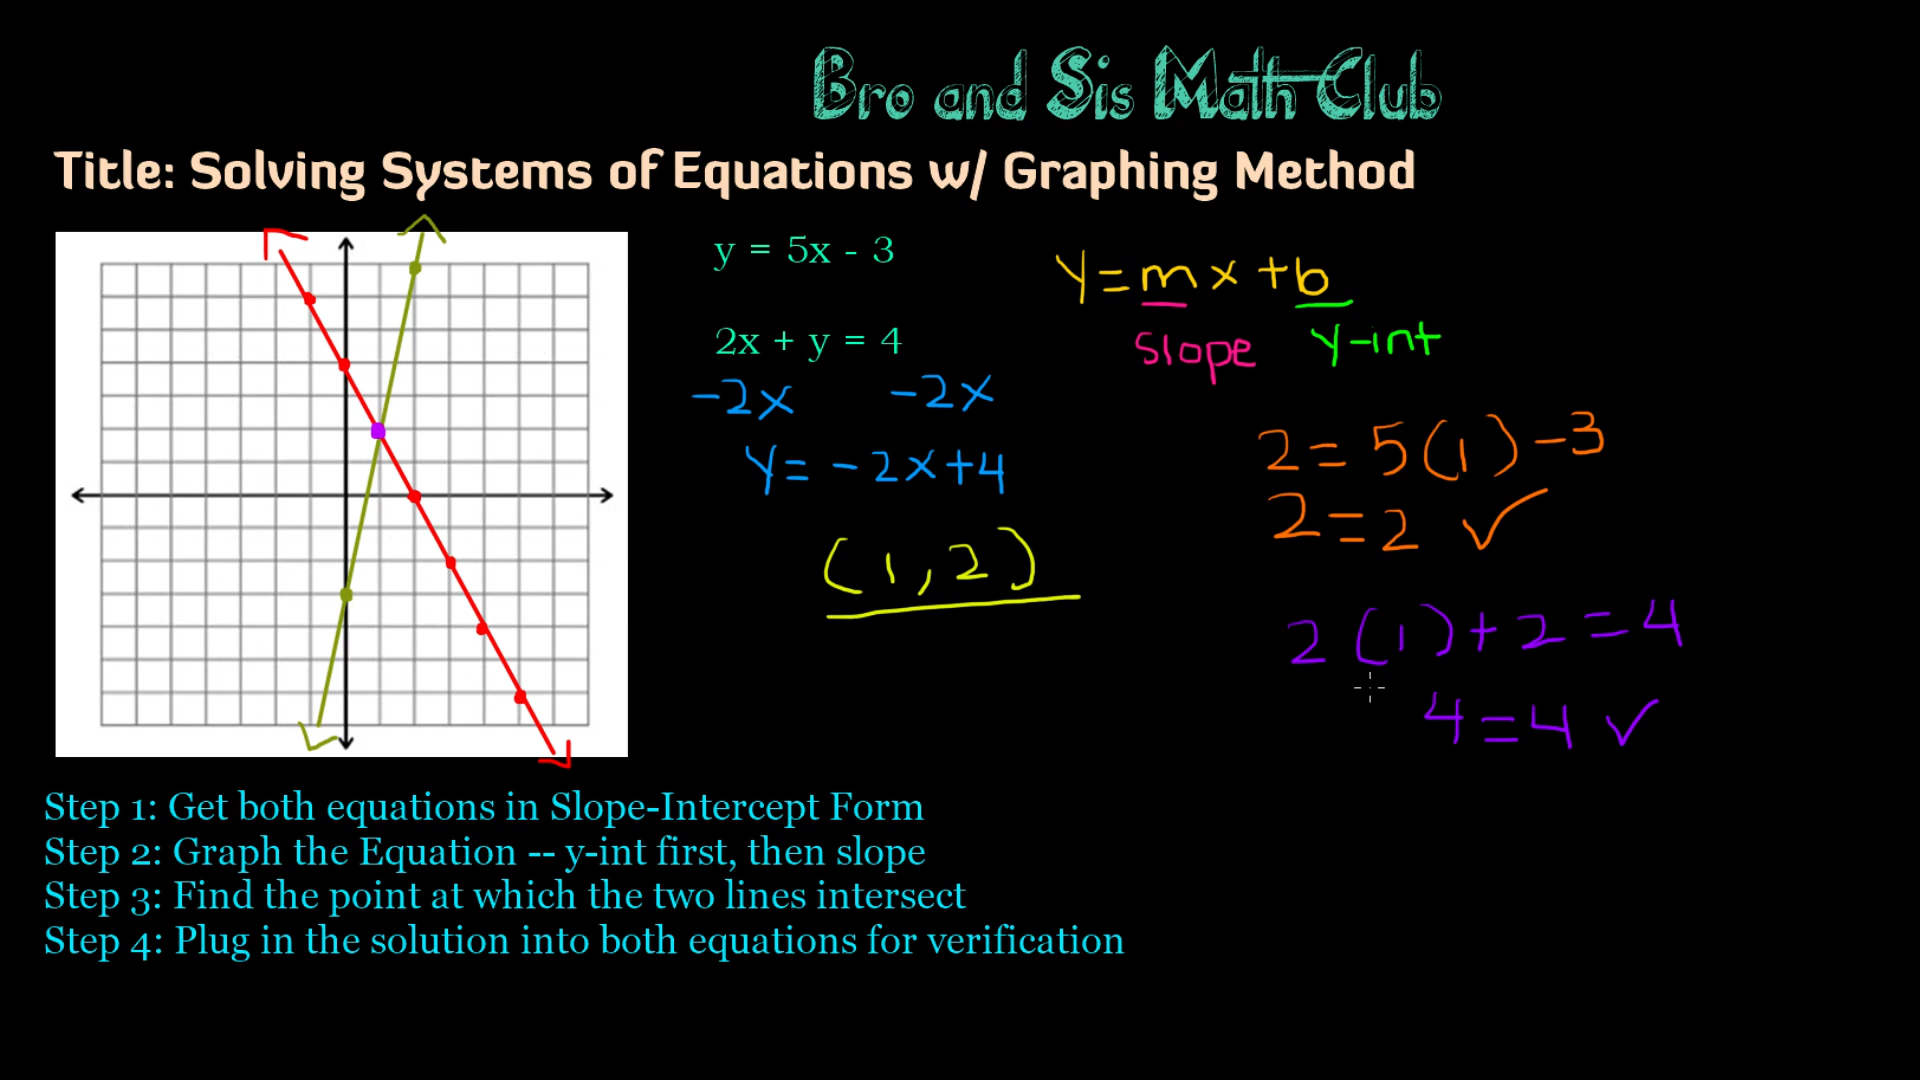 Bro and Sis Math Club
Title: Solving Systems of Equations w/ Graphing Method
y = 5x - 3
2x + y = 4
-2x -2x
y = -2x+4
(1,2)
y=mx+b
slope y-int
2=5(1)-3
2=2 ✓
2(1)+2=4
4=4 ✓
Step 1: Get both equations in Slope-Intercept Form
Step 2: Graph the Equation -- y-int first, then slope
Step 3: Find the point at which the two lines intersect
Step 4: Plug in the solution into both equations for verification